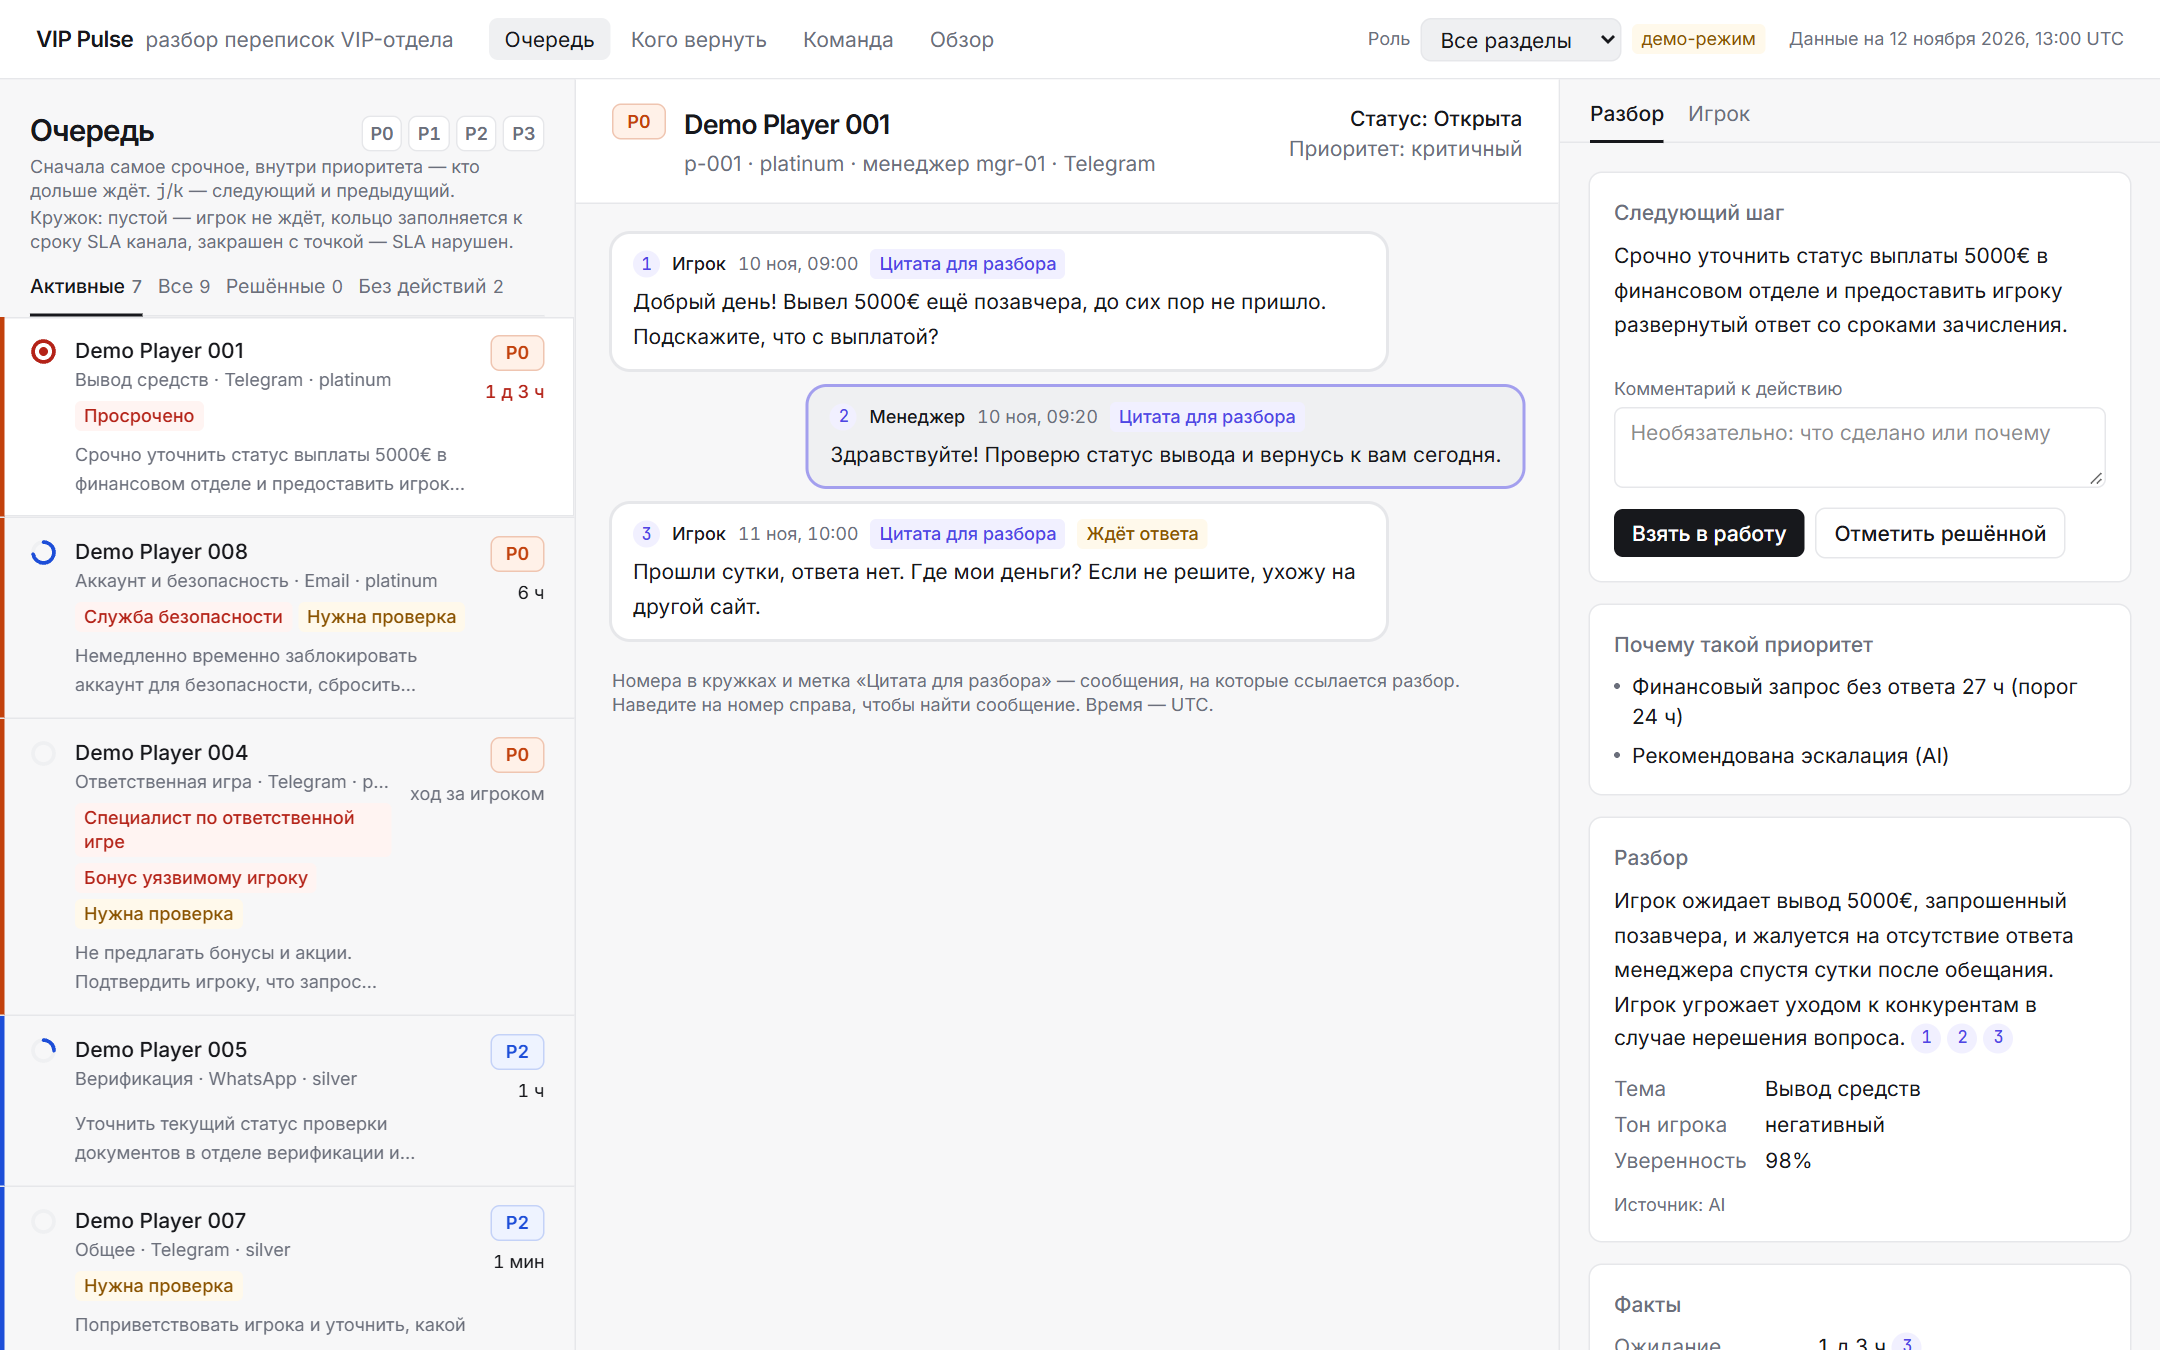 VIP Pulse разбор переписок VIP-отдела Очередь Кого вернуть Команда Обзор Роль Все разделы демо-режим Данные на 12 ноября 2026, 13:00 UTC
Очередь P0 P1 P2 P3
Сначала самое срочное, внутри приоритета — кто
дольше ждёт. j/k — следующий и предыдущий.
Кружок: пустой — игрок не ждёт, кольцо заполняется к
сроку SLA канала, закрашен с точкой — SLA нарушен.
Активные 7 Все 9 Решённые 0 Без действий 2
Demo Player 001 P0
Вывод средств · Telegram · platinum 1 д 3 ч
Просрочено
Срочно уточнить статус выплаты 5000€ в
финансовом отделе и предоставить игрок...
Demo Player 008 P0
Аккаунт и безопасность · Email · platinum 6 ч
Служба безопасности Нужна проверка
Немедленно временно заблокировать
аккаунт для безопасности, сбросить...
Demo Player 004 P0
Ответственная игра · Telegram · p... ход за игроком
Специалист по ответственной
игре
Бонус уязвимому игроку
Нужна проверка
Не предлагать бонусы и акции.
Подтвердить игроку, что запрос...
Demo Player 005 P2
Верификация · WhatsApp · silver 1 ч
Уточнить текущий статус проверки
документов в отделе верификации и...
Demo Player 007 P2
Общее · Telegram · silver 1 мин
Нужна проверка
Поприветствовать игрока и уточнить, какой
P0 Demo Player 001 Статус: Открыта
p-001 · platinum · менеджер mgr-01 · Telegram Приоритет: критичный
1 Игрок 10 ноя, 09:00 Цитата для разбора
Добрый день! Вывел 5000€ ещё позавчера, до сих пор не пришло.
Подскажите, что с выплатой?
2 Менеджер 10 ноя, 09:20 Цитата для разбора
Здравствуйте! Проверю статус вывода и вернусь к вам сегодня.
3 Игрок 11 ноя, 10:00 Цитата для разбора Ждёт ответа
Прошли сутки, ответа нет. Где мои деньги? Если не решите, ухожу на
другой сайт.
Номера в кружках и метка «Цитата для разбора» — сообщения, на которые ссылается разбор.
Наведите на номер справа, чтобы найти сообщение. Время — UTC.
Разбор Игрок
Следующий шаг
Срочно уточнить статус выплаты 5000€ в
финансовом отделе и предоставить игроку
развернутый ответ со сроками зачисления.
Комментарий к действию
Необязательно: что сделано или почему
Взять в работу Отметить решённой
Почему такой приоритет
• Финансовый запрос без ответа 27 ч (порог
24 ч)
• Рекомендована эскалация (AI)
Разбор
Игрок ожидает вывод 5000€, запрошенный
позавчера, и жалуется на отсутствие ответа
менеджера спустя сутки после обещания.
Игрок угрожает уходом к конкурентам в
случае нерешения вопроса. 1 2 3
Тема Вывод средств
Тон игрока негативный
Уверенность 98%
Источник: AI
Факты
Ожидание 1 д 3 ч 3